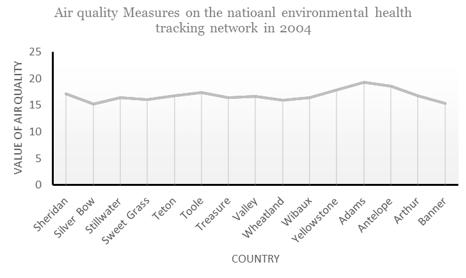 Air quality Measures on the natioanl environmental health
tracking network in 2004
25
20
15
10
5
0
VALUE OF AIR QUALITY
Sheridan
Silver Bow
Stillwater
Sweet Grass
Teton
Toole
Treasure
Valley
Wheatland
Wibaux
Yellowstone
Adams
Antelope
Arthur
Banner
COUNTRY